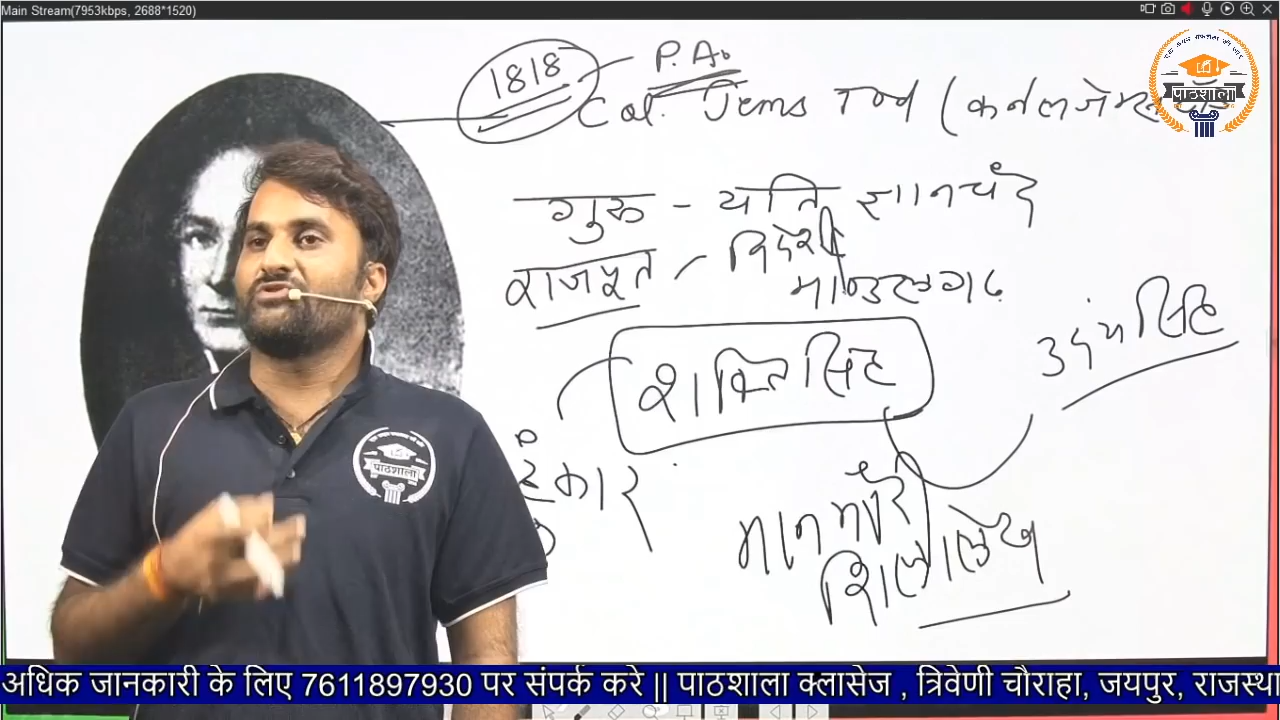 Main Stream(7953kbps, 2688*1520)
1818 P. A.
Col. Jems Tod (कर्नल जेम्स
पाठशाला
गुरु - यति ज्ञानचंद
राजपूत - विदेशी
माण्डलगढ
शक्तिसिंह
उदयसिंह
पाठशाला
मानमौरी
शिलालेख
अधिक जानकारी के लिए 7611897930 पर संपर्क करे || पाठशाला क्लासेज , त्रिवेणी चौराहा, जयपुर, राजस्था